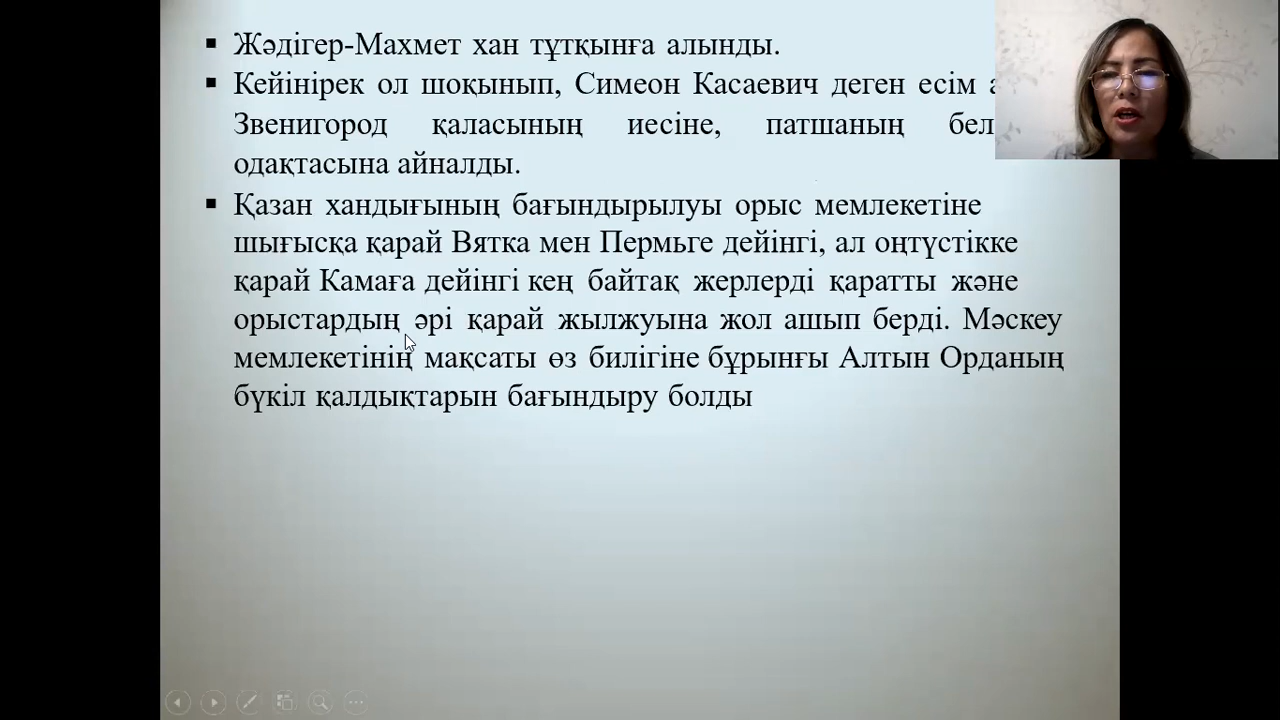 Жәдігер-Махмет хан тұтқынға алынды.
Кейінірек ол шоқынып, Симеон Касаевич деген есім
Звенигород қаласының иесіне, патшаның
одақтасына айналды.
Қазан хандығының бағындырылуы орыс мемлекетіне
шығысқа қарай Вятка мен Пермьге дейінгі, ал оңтүстікке
қарай Камаға дейінгі кең байтақ жерлерді қаратты және
орыстардың әрі қарай жылжуына жол ашып берді. Мәскеу
мемлекетінің мақсаты өз билігіне бұрынғы Алтын Орданың
бүкіл қалдықтарын бағындыру болды